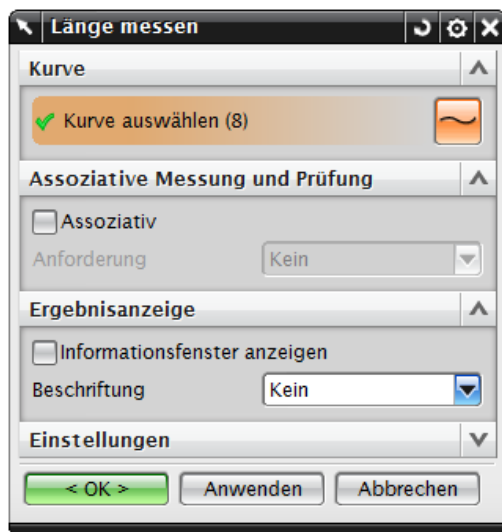 Länge messen
Kurve
Kurve auswählen (8)
Assoziative Messung und Prüfung
Assoziativ
Anforderung Kein
Ergebnisanzeige
Informationsfenster anzeigen
Beschriftung Kein
Einstellungen
< OK > Anwenden Abbrechen